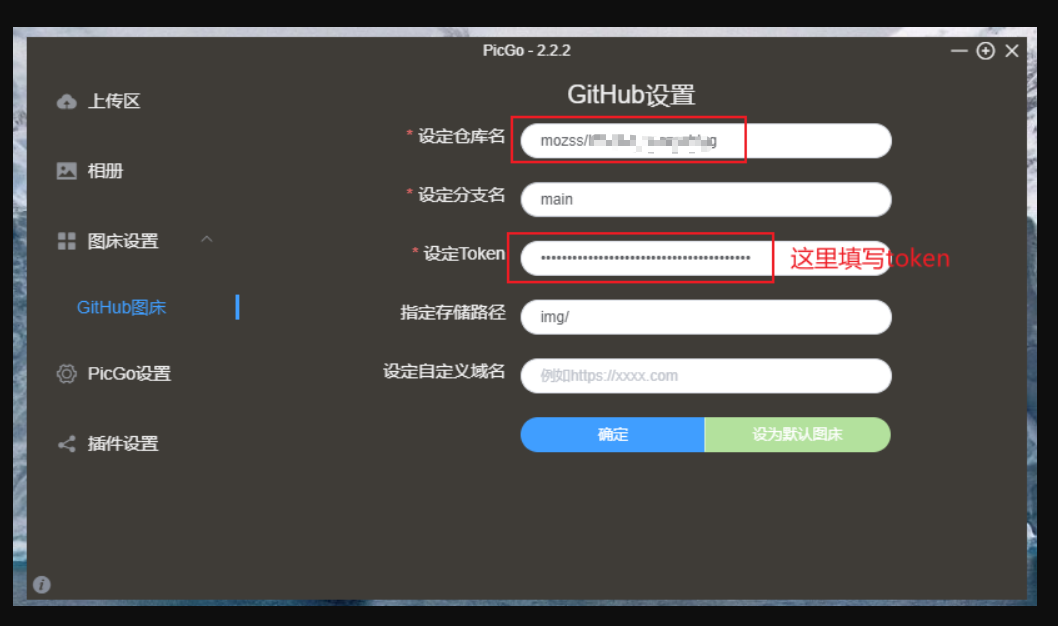 PicGo - 2.2.2
上传区
相册
图床设置
GitHub图床
PicGo设置
插件设置
GitHub设置
* 设定仓库名
mozss/
* 设定分支名
main
* 设定Token
•••••••••••••••••••••••••••••••••••••••• 这里填写token
指定存储路径
img/
设定自定义域名
例如https://xxxx.com
确定
设为默认图床